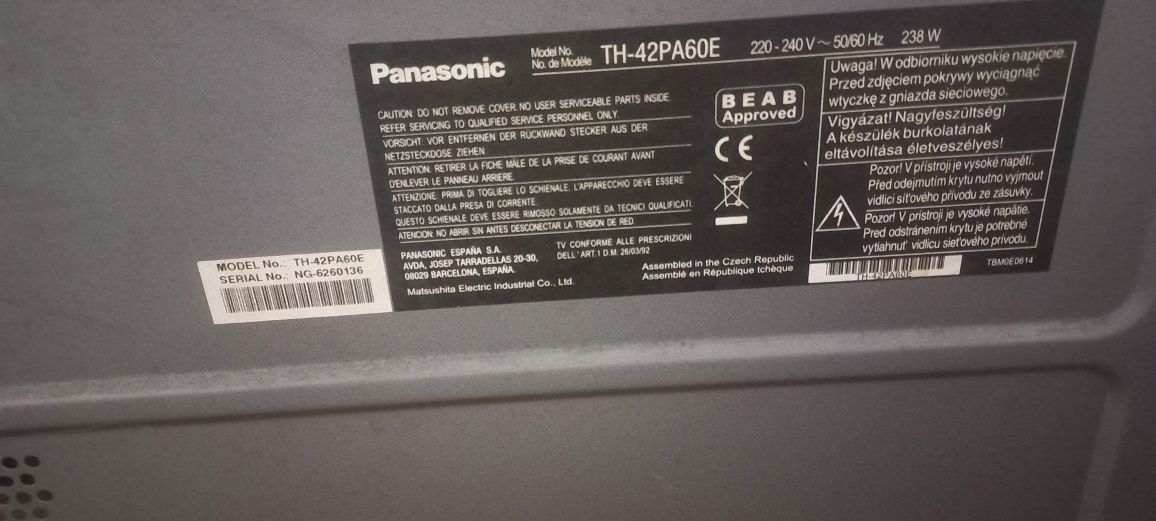 Panasonic
Model No.
No. de Modèle
TH-42PA60E
220 - 240 V ~ 50/60 Hz 238 W
CAUTION: DO NOT REMOVE COVER. NO USER SERVICEABLE PARTS INSIDE.
REFER SERVICING TO QUALIFIED SERVICE PERSONNEL ONLY.
VORSICHT: VOR ENTFERNEN DER RÜCKWAND STECKER AUS DER
NETZSTECKDOSE ZIEHEN.
ATTENTION: RETIRER LA FICHE MÂLE DE LA PRISE DE COURANT AVANT
D'ENLEVER LE PANNEAU ARRIERE.
ATTENZIONE: PRIMA DI TOGLIERE LO SCHIENALE. L'APPARECCHIO DEVE ESSERE
STACCATO DALLA PRESA DI CORRENTE.
QUESTO SCHIENALE DEVE ESSERE RIMOSSO SOLAMENTE DA TECNICI QUALIFICATI.
ATENCION: NO ABRIR SIN ANTES DESCONECTAR LA TENSION DE RED.
PANASONIC ESPAÑA S.A.
AVDA, JOSEP TARRADELLAS 20-30,
08029 BARCELONA, ESPAÑA.
TV CONFORME ALLE PRESCRIZIONI
DELL' ART.1 D.M. 26/03/92
Matsushita Electric Industrial Co., Ltd.
Assembled in the Czech Republic
Assemblé en République tchèque
BEAB
Approved
CE
Uwaga! W odbiorniku wysokie napięcie.
Przed zdjęciem pokrywy wyciągnąć
wtyczkę z gniazda sieciowego.
Vigyázat! Nagyfeszültség!
A készülék burkolatának
eltávolítása életveszélyes!
Pozor! V přístroji je vysoké napětí.
Před odejmutím krytu nutno vyjmout
vidlici síťového přívodu ze zásuvky.
Pozor! V prístroji je vysoké napätie.
Pred odstránením krytu je potrebné
vytiahnuť vidlicu sieťového prívodu.
TH-42PA60E
TBM0E0614
MODEL No.: TH-42PA60E
SERIAL No.: NG-6260136